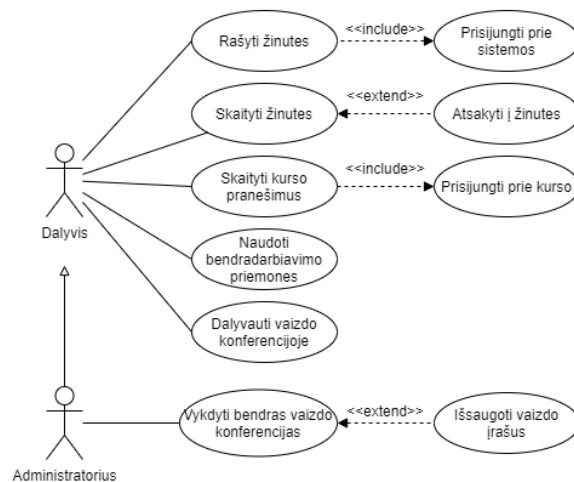 Rašyti žinutes
<<include>>
Prisijungti prie
sistemos
Skaityti žinutes
<<extend>>
Atsakyti į žinutes
Skaityti kurso
pranešimus
<<include>>
Prisijungti prie kurso
Dalyvis
Naudoti
bendradarbiavimo
priemones
Dalyvauti vaizdo
konferencijoje
Vykdyti bendras vaizdo
konferencijas
<<extend>>
Išsaugoti vaizdo
įrašus
Administratorius